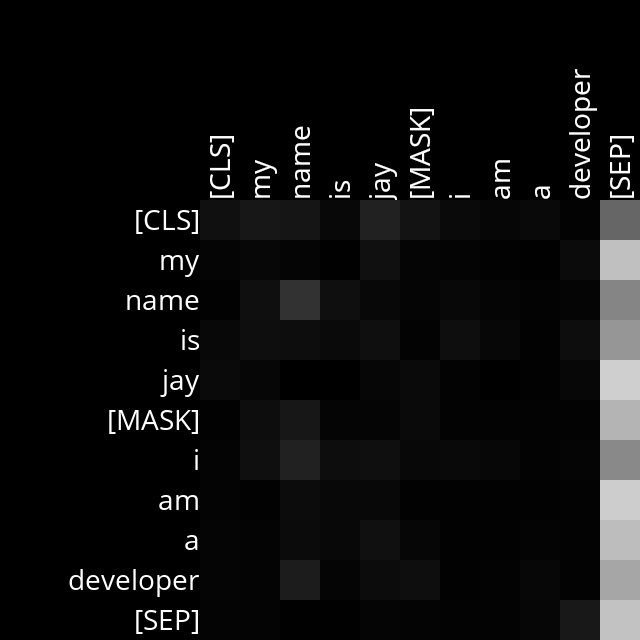 [CLS] my name is jay [MASK] i am a developer [SEP]
[CLS]
my
name
is
jay
[MASK]
i
am
a
developer
[SEP]